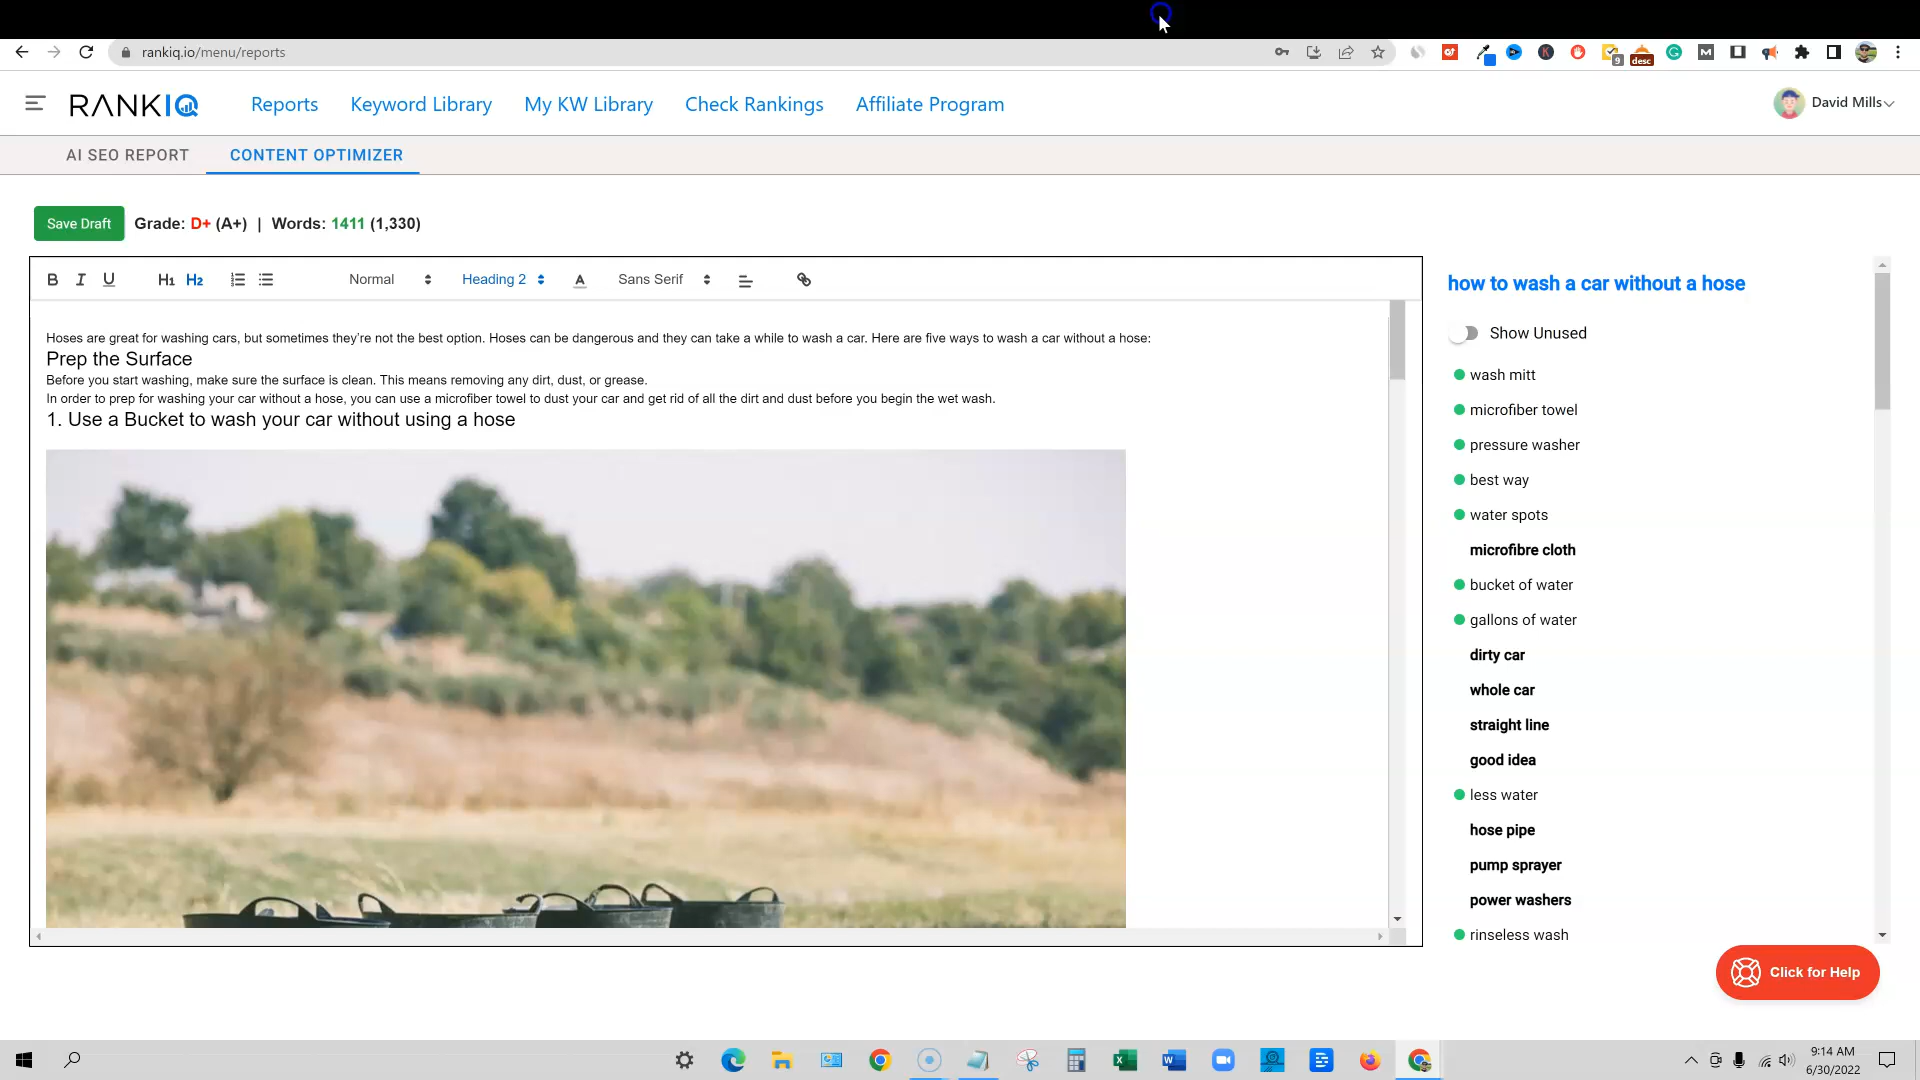 rankiq.io/menu/reports
9
desc
RANKIQ
Reports
Keyword Library
My KW Library
Check Rankings
Affiliate Program
David Mills
AI SEO REPORT
CONTENT OPTIMIZER
Save Draft
Grade: D+ (A+) | Words: 1411 (1,330)
B I U H1 H2 Normal Heading 2 A Sans Serif
Hoses are great for washing cars, but sometimes they're not the best option. Hoses can be dangerous and they can take a while to wash a car. Here are five ways to wash a car without a hose:
Prep the Surface
Before you start washing, make sure the surface is clean. This means removing any dirt, dust, or grease.
In order to prep for washing your car without a hose, you can use a microfiber towel to dust your car and get rid of all the dirt and dust before you begin the wet wash.
1. Use a Bucket to wash your car without using a hose
how to wash a car without a hose
Show Unused
wash mitt
microfiber towel
pressure washer
best way
water spots
microfibre cloth
bucket of water
gallons of water
dirty car
whole car
straight line
good idea
less water
hose pipe
pump sprayer
power washers
rinseless wash
Click for Help
9:14 AM
6/30/2022